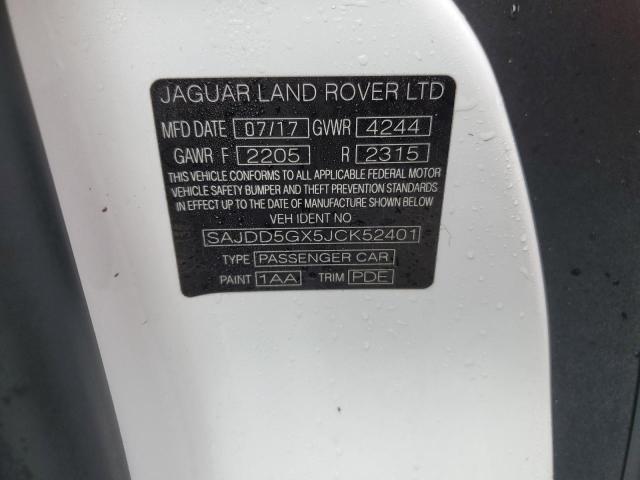 JAGUAR LAND ROVER LTD
MFD DATE 07/17 GVWR 4244
GAWR F 2205 R 2315
THIS VEHICLE CONFORMS TO ALL APPLICABLE FEDERAL MOTOR
VEHICLE SAFETY BUMPER AND THEFT PREVENTION STANDARDS
IN EFFECT UP TO THE DATE OF MANUFACTURE SHOWN BELOW
VEH IDENT NO
SAJDD5GX5JCK52401
TYPE PASSENGER CAR
PAINT 1AA TRIM PDE